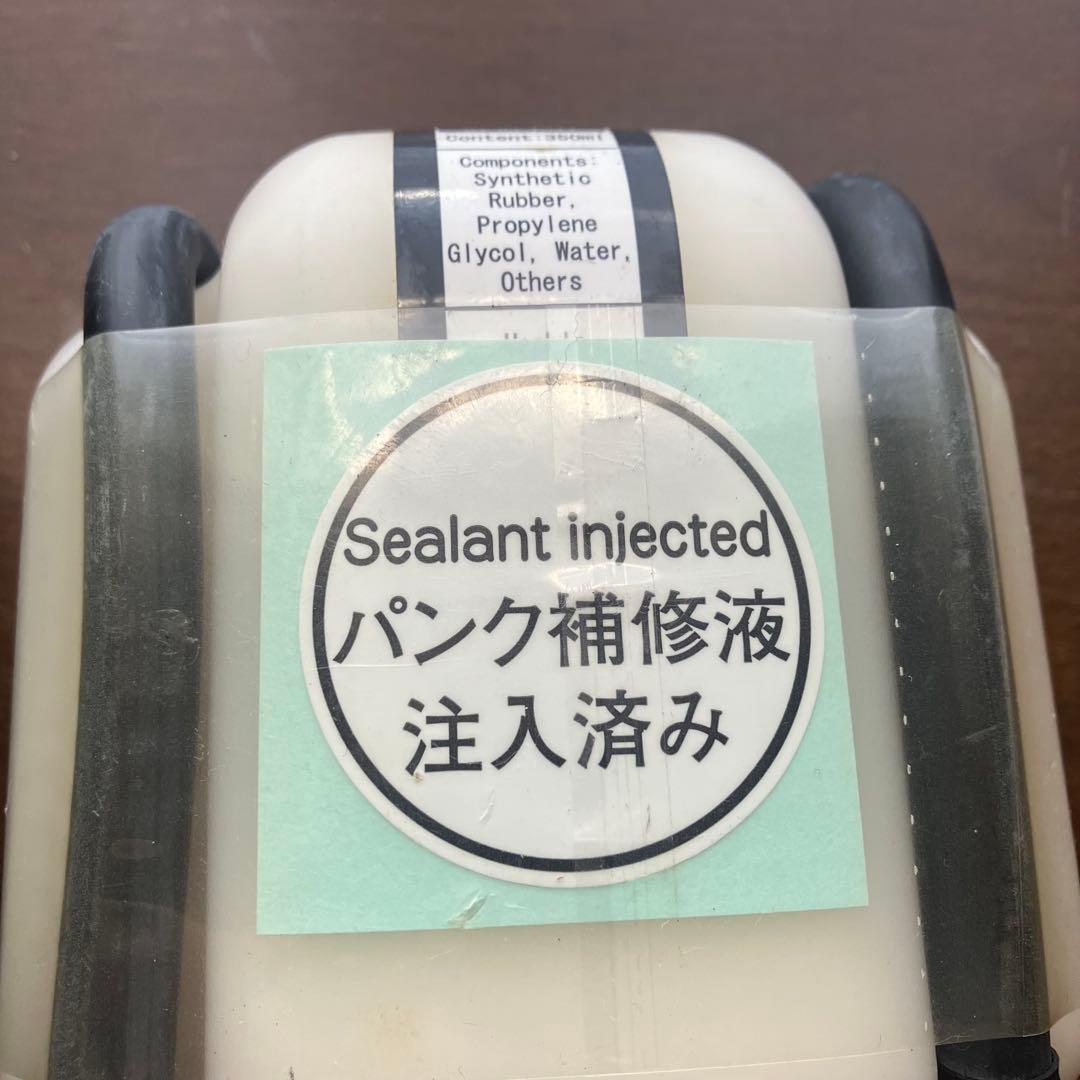 Content:350ml
Components:
Synthetic
Rubber,
Propylene
Glycol, Water,
Others
Sealant injected
パンク補修液
注入済み